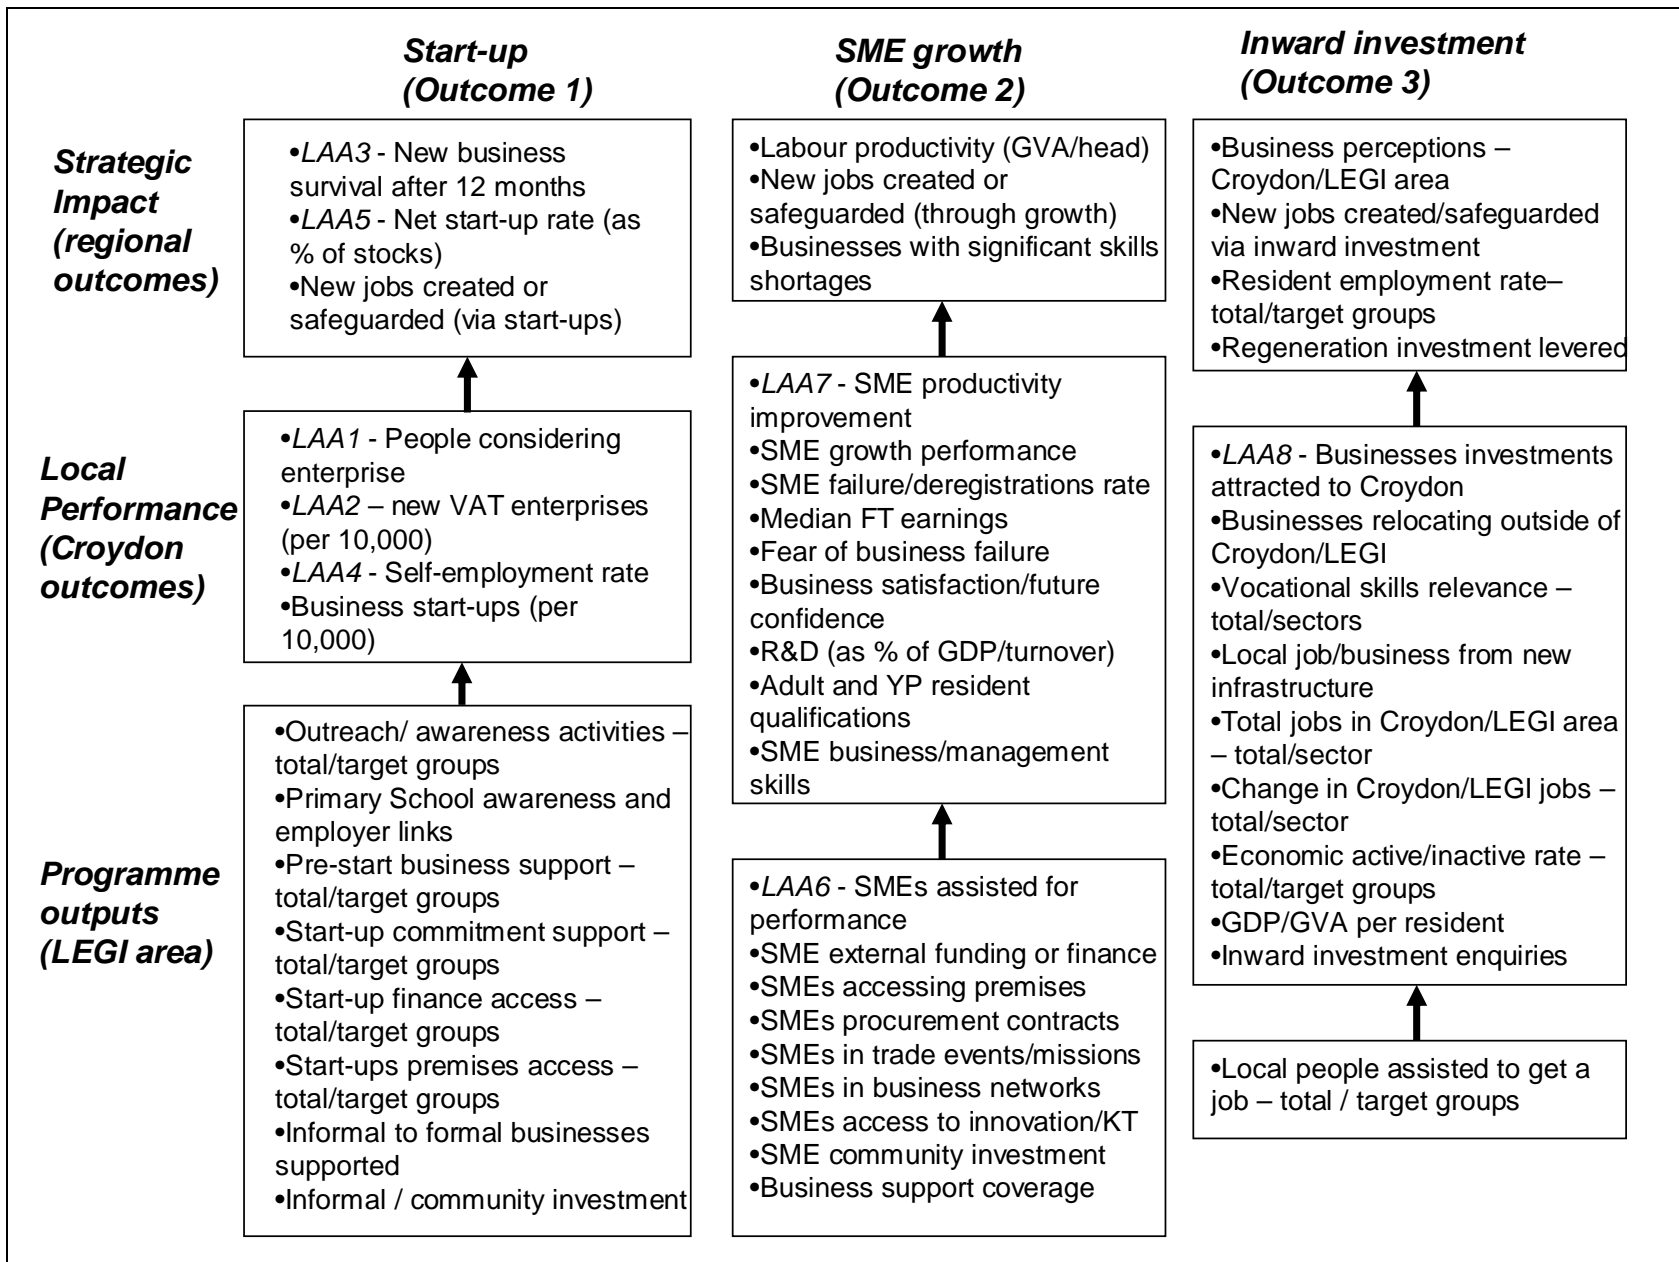 Start-up
(Outcome 1)
SME growth
(Outcome 2)
Inward investment
(Outcome 3)
Strategic
Impact
(regional
outcomes)
•LAA3 - New business
survival after 12 months
•LAA5 - Net start-up rate (as
% of stocks)
•New jobs created or
safeguarded (via start-ups)
•Labour productivity (GVA/head)
•New jobs created or
safeguarded (through growth)
•Businesses with significant skills
shortages
•Business perceptions –
Croydon/LEGI area
•New jobs created/safeguarded
via inward investment
•Resident employment rate–
total/target groups
•Regeneration investment levered
Local
Performance
(Croydon
outcomes)
•LAA1 - People considering
enterprise
•LAA2 – new VAT enterprises
(per 10,000)
•LAA4 - Self-employment rate
•Business start-ups (per
10,000)
•LAA7 - SME productivity
improvement
•SME growth performance
•SME failure/deregistrations rate
•Median FT earnings
•Fear of business failure
•Business satisfaction/future
confidence
•R&D (as % of GDP/turnover)
•Adult and YP resident
qualifications
•SME business/management
skills
•LAA8 - Businesses investments
attracted to Croydon
•Businesses relocating outside of
Croydon/LEGI
•Vocational skills relevance –
total/sectors
•Local job/business from new
infrastructure
•Total jobs in Croydon/LEGI area
– total/sector
•Change in Croydon/LEGI jobs –
total/sector
•Economic active/inactive rate –
total/target groups
•GDP/GVA per resident
•Inward investment enquiries
Programme
outputs
(LEGI area)
•Outreach/ awareness activities –
total/target groups
•Primary School awareness and
employer links
•Pre-start business support –
total/target groups
•Start-up commitment support –
total/target groups
•Start-up finance access –
total/target groups
•Start-ups premises access –
total/target groups
•Informal to formal businesses
supported
•Informal / community investment
•LAA6 - SMEs assisted for
performance
•SME external funding or finance
•SMEs accessing premises
•SMEs procurement contracts
•SMEs in trade events/missions
•SMEs in business networks
•SMEs access to innovation/KT
•SME community investment
•Business support coverage
•Local people assisted to get a
job – total / target groups